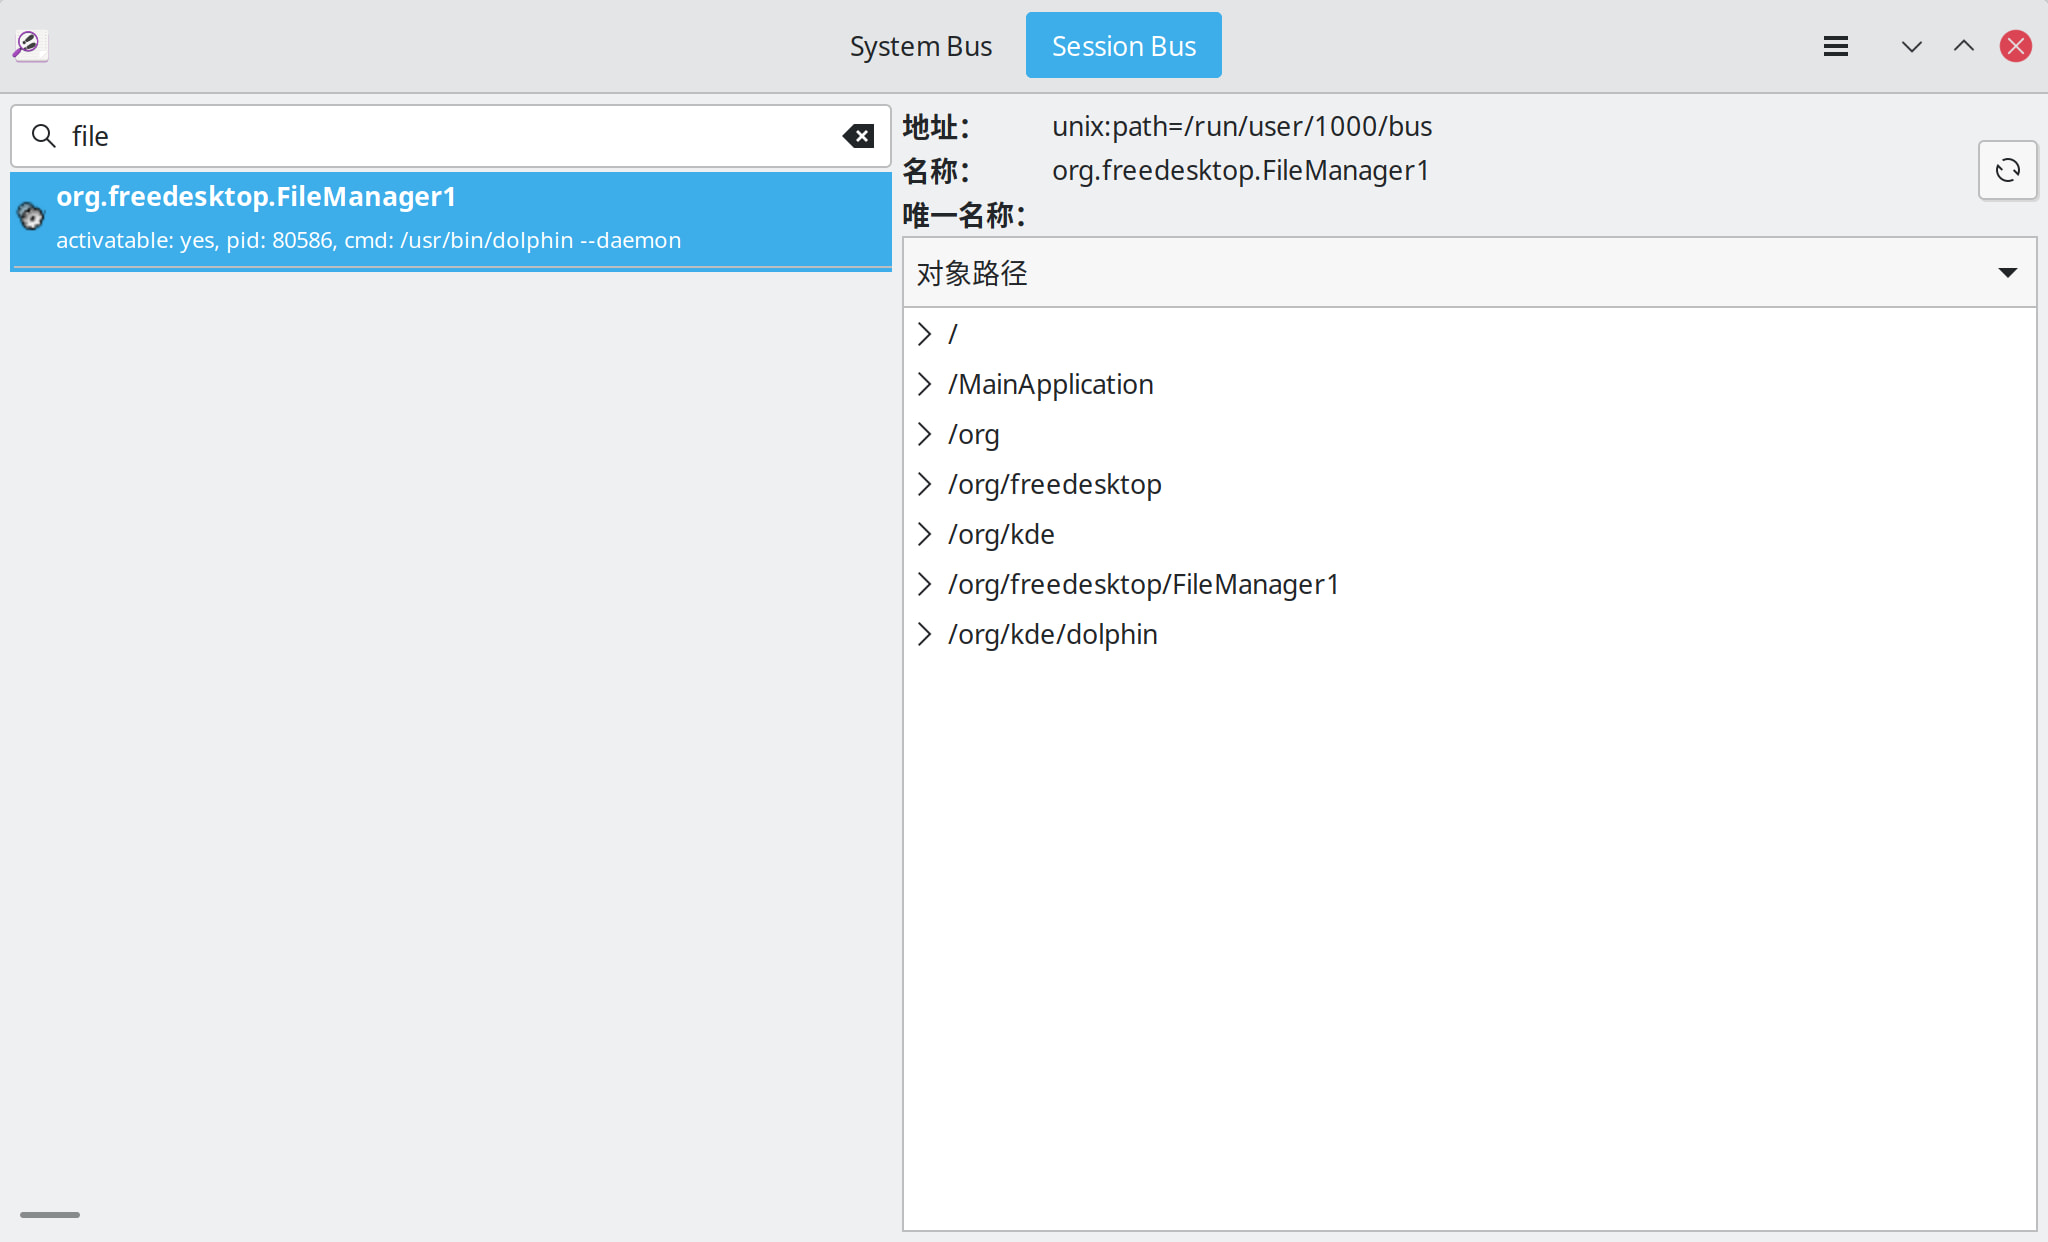 System Bus
Session Bus
file
org.freedesktop.FileManager1
activatable: yes, pid: 80586, cmd: /usr/bin/dolphin --daemon
地址： unix:path=/run/user/1000/bus
名称： org.freedesktop.FileManager1
唯一名称：
对象路径
/
/MainApplication
/org
/org/freedesktop
/org/kde
/org/freedesktop/FileManager1
/org/kde/dolphin